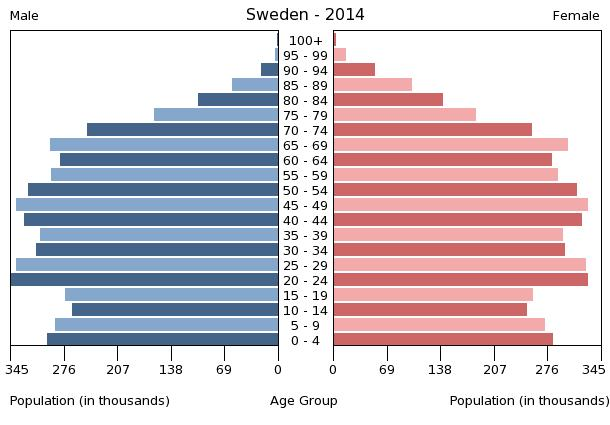 Male Sweden - 2014 Female
100+
95 - 99
90 - 94
85 - 89
80 - 84
75 - 79
70 - 74
65 - 69
60 - 64
55 - 59
50 - 54
45 - 49
40 - 44
35 - 39
30 - 34
25 - 29
20 - 24
15 - 19
10 - 14
5 - 9
0 - 4
345 276 207 138 69 0 0 69 138 207 276 345
Population (in thousands) Age Group Population (in thousands)